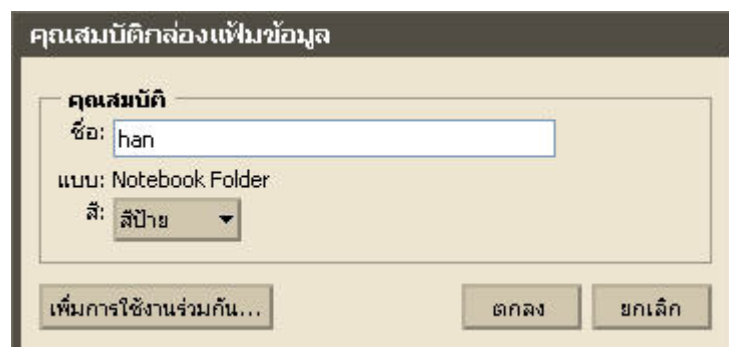 คุณสมบัติกล่องแฟ้มข้อมูล
คุณสมบัติ
ชื่อ: han
แบบ: Notebook Folder
สี: สีป้าย
เพิ่มการใช้งานร่วมกัน... ตกลง ยกเลิก